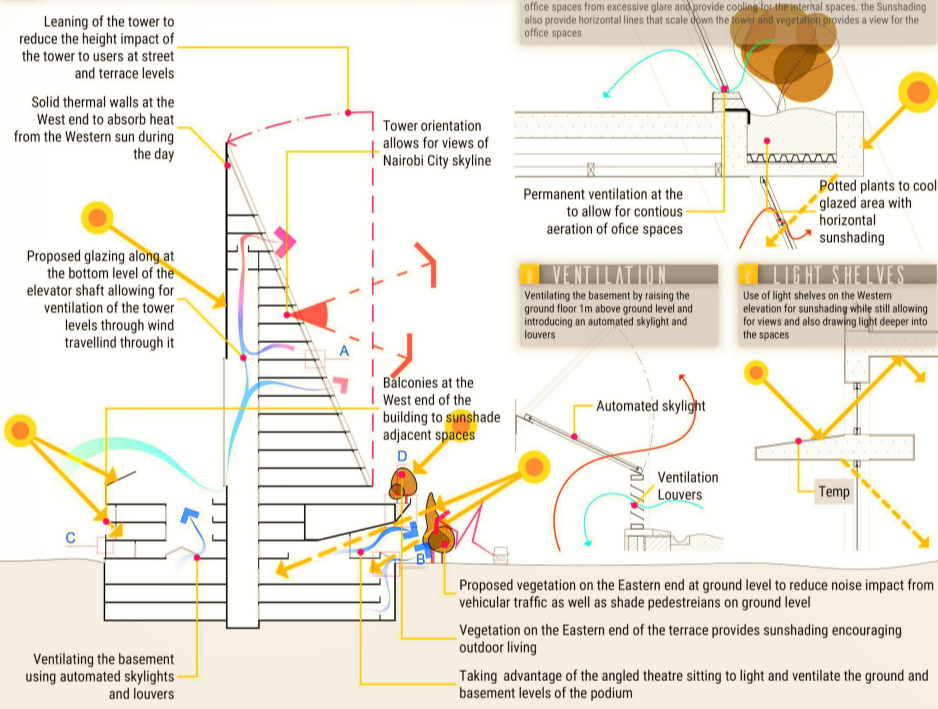 office spaces from excessive glare and provide cooling for the internal spaces. the Sunshading
also provide horizontal lines that scale down the tower and vegetation provides a view for the
office spaces
Leaning of the tower to
reduce the height impact of
the tower to users at street
and terrace levels
Solid thermal walls at the
West end to absorb heat
from the Western sun during
the day
Tower orientation
allows for views of
Nairobi City skyline
Proposed glazing along at
the bottom level of the
elevator shaft allowing for
ventilation of the tower
levels through wind
travellind through it
A
Balconies at the
West end of the
building to sunshade
adjacent spaces
D
C
B
Permanent ventilation at the
to allow for contious
aeration of ofice spaces
Potted plants to cool
glazed area with
horizontal
sunshading
B VENTILATION
Ventilating the basement by raising the
ground floor 1m above ground level and
introducing an automated skylight and
louvers
C LIGHT SHELVES
Use of light shelves on the Western
elevation for sunshading while still allowing
for views and also drawing light deeper into
the spaces
Automated skylight
Ventilation
Louvers
Temp
Proposed vegetation on the Eastern end at ground level to reduce noise impact from
vehicular traffic as well as shade pedestreians on ground level
Vegetation on the Eastern end of the terrace provides sunshading encouraging
outdoor living
Taking advantage of the angled theatre sitting to light and ventilate the ground and
basement levels of the podium
Ventilating the basement
using automated skylights
and louvers